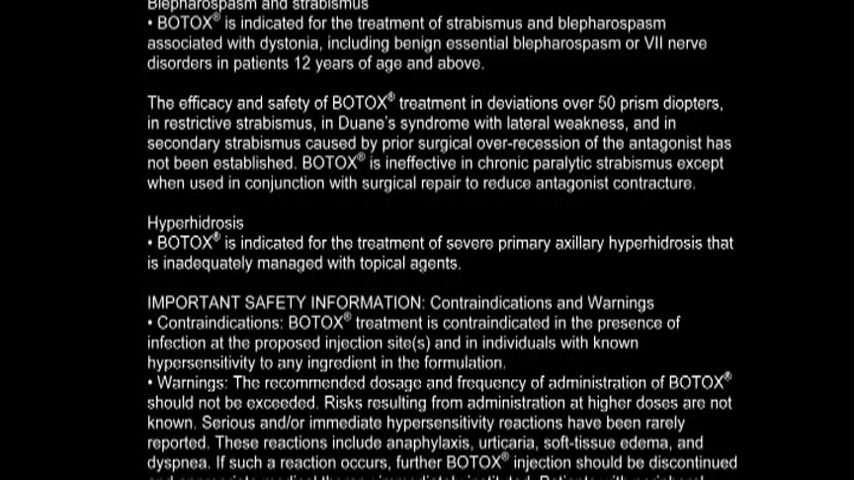 Blepharospasm and strabismus
• BOTOX® is indicated for the treatment of strabismus and blepharospasm
associated with dystonia, including benign essential blepharospasm or VII nerve
disorders in patients 12 years of age and above.
The efficacy and safety of BOTOX® treatment in deviations over 50 prism diopters,
in restrictive strabismus, in Duane's syndrome with lateral weakness, and in
secondary strabismus caused by prior surgical over-recession of the antagonist has
not been established. BOTOX® is ineffective in chronic paralytic strabismus except
when used in conjunction with surgical repair to reduce antagonist contracture.
Hyperhidrosis
• BOTOX® is indicated for the treatment of severe primary axillary hyperhidrosis that
is inadequately managed with topical agents.
IMPORTANT SAFETY INFORMATION: Contraindications and Warnings
• Contraindications: BOTOX® treatment is contraindicated in the presence of
infection at the proposed injection site(s) and in individuals with known
hypersensitivity to any ingredient in the formulation.
• Warnings: The recommended dosage and frequency of administration of BOTOX®
should not be exceeded. Risks resulting from administration at higher doses are not
known. Serious and/or immediate hypersensitivity reactions have been rarely
reported. These reactions include anaphylaxis, urticaria, soft-tissue edema, and
dyspnea. If such a reaction occurs, further BOTOX® injection should be discontinued
and appropriate medical therapy immediately instituted. Patients with peripheral